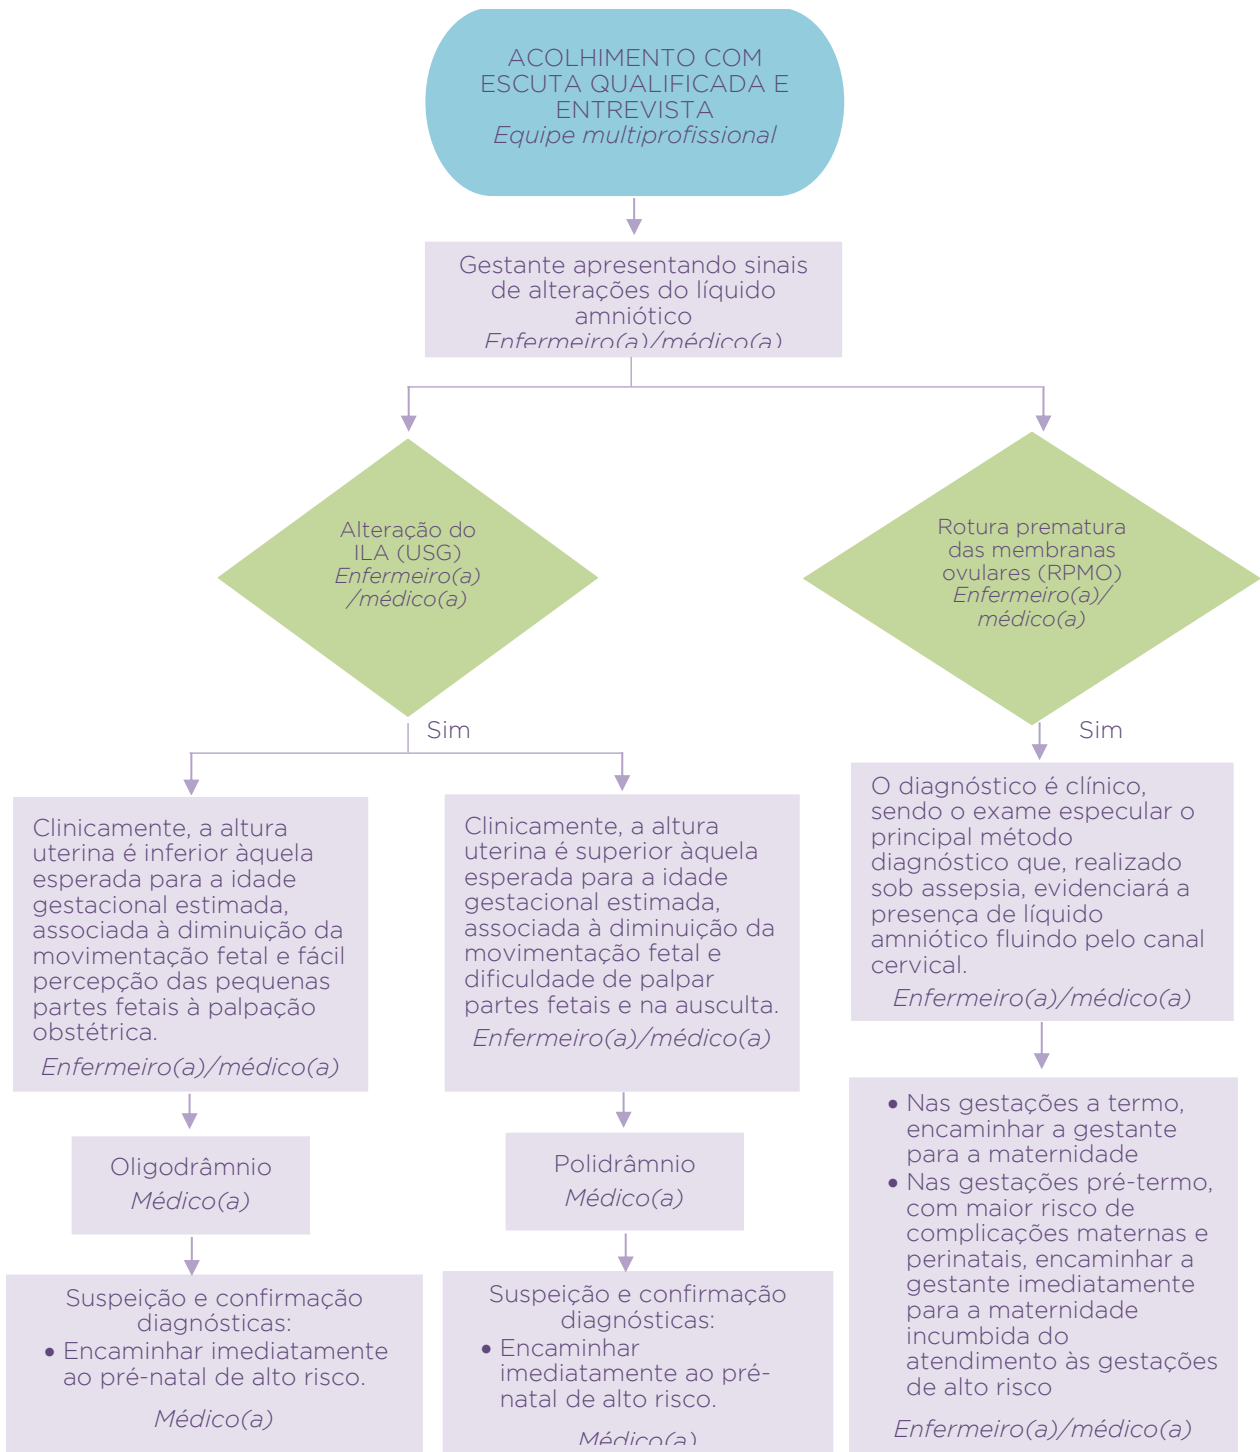 ACOLHIMENTO COM
ESCUTA QUALIFICADA E
ENTREVISTA
Equipe multiprofissional
Gestante apresentando sinais
de alterações do líquido
amniótico
Enfermeiro(a)/médico(a)
Alteração do
ILA (USG)
Enfermeiro(a)
/médico(a)
Rotura prematura
das membranas
ovulares (RPMO)
Enfermeiro(a)/
médico(a)
Sim
Sim
Clinicamente, a altura
uterina é inferior àquela
esperada para a idade
gestacional estimada,
associada à diminuição da
movimentação fetal e fácil
percepção das pequenas
partes fetais à palpação
obstétrica.
Enfermeiro(a)/médico(a)
Clinicamente, a altura
uterina é superior àquela
esperada para a idade
gestacional estimada,
associada à diminuição da
movimentação fetal e
dificuldade de palpar
partes fetais e na ausculta.
Enfermeiro(a)/médico(a)
O diagnóstico é clínico,
sendo o exame especular o
principal método
diagnóstico que, realizado
sob assepsia, evidenciará a
presença de líquido
amniótico fluindo pelo canal
cervical.
Enfermeiro(a)/médico(a)
Oligodrâmnio
Médico(a)
Polidrâmnio
Médico(a)
• Nas gestações a termo,
encaminhar a gestante
para a maternidade
• Nas gestações pré-termo,
com maior risco de
complicações maternas e
perinatais, encaminhar a
gestante imediatamente
para a maternidade
incumbida do
atendimento às gestações
de alto risco
Enfermeiro(a)/médico(a)
Suspeição e confirmação
diagnósticas:
• Encaminhar imediatamente
ao pré-natal de alto risco.
Médico(a)
Suspeição e confirmação
diagnósticas:
• Encaminhar
imediatamente ao pré-
natal de alto risco.
Médico(a)